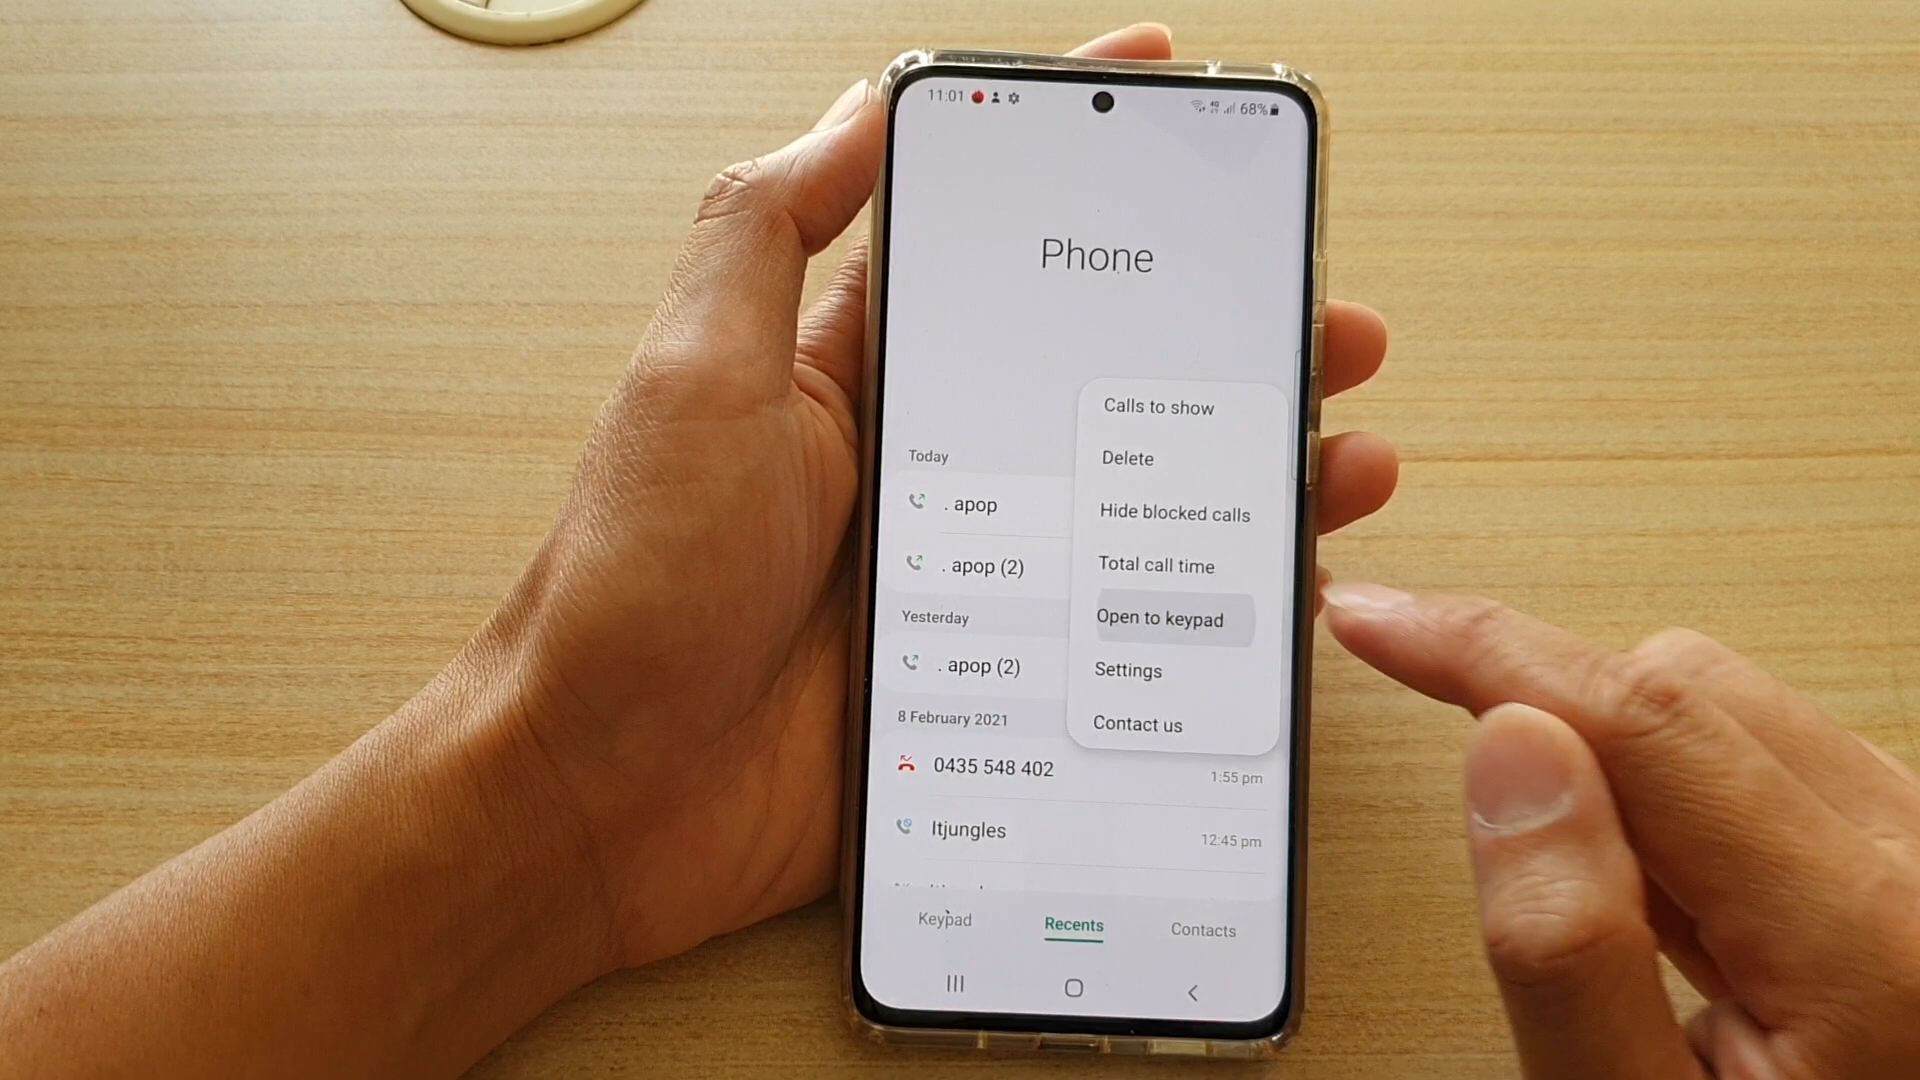 11:01
4G
68%
Phone
Calls to show
Delete
Hide blocked calls
Total call time
Open to keypad
Settings
Contact us
Today
. apop
. apop (2)
Yesterday
. apop (2)
8 February 2021
0435 548 402
1:55 pm
Itjungles
12:45 pm
Keypad
Recents
Contacts